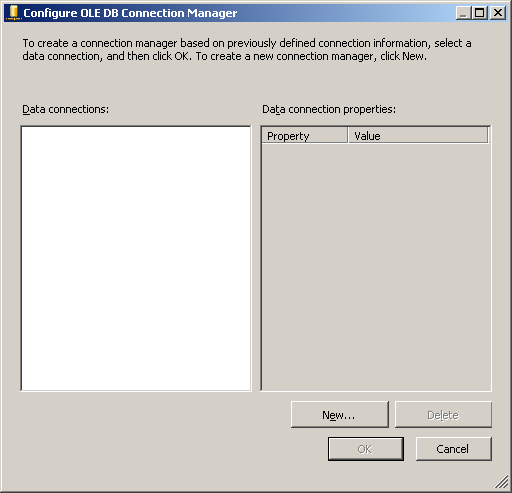 Configure OLE DB Connection Manager
To create a connection manager based on previously defined connection information, select a
data connection, and then click OK. To create a new connection manager, click New.
Data connections:
Data connection properties:
Property Value
New... Delete
OK Cancel